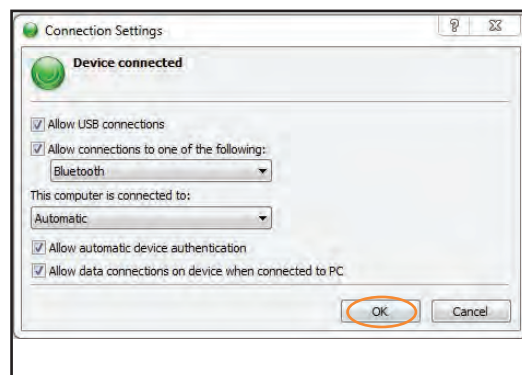 Connection Settings
Device connected
Allow USB connections
Allow connections to one of the following:
Bluetooth
This computer is connected to:
Automatic
Allow automatic device authentication
Allow data connections on device when connected to PC
OK
Cancel